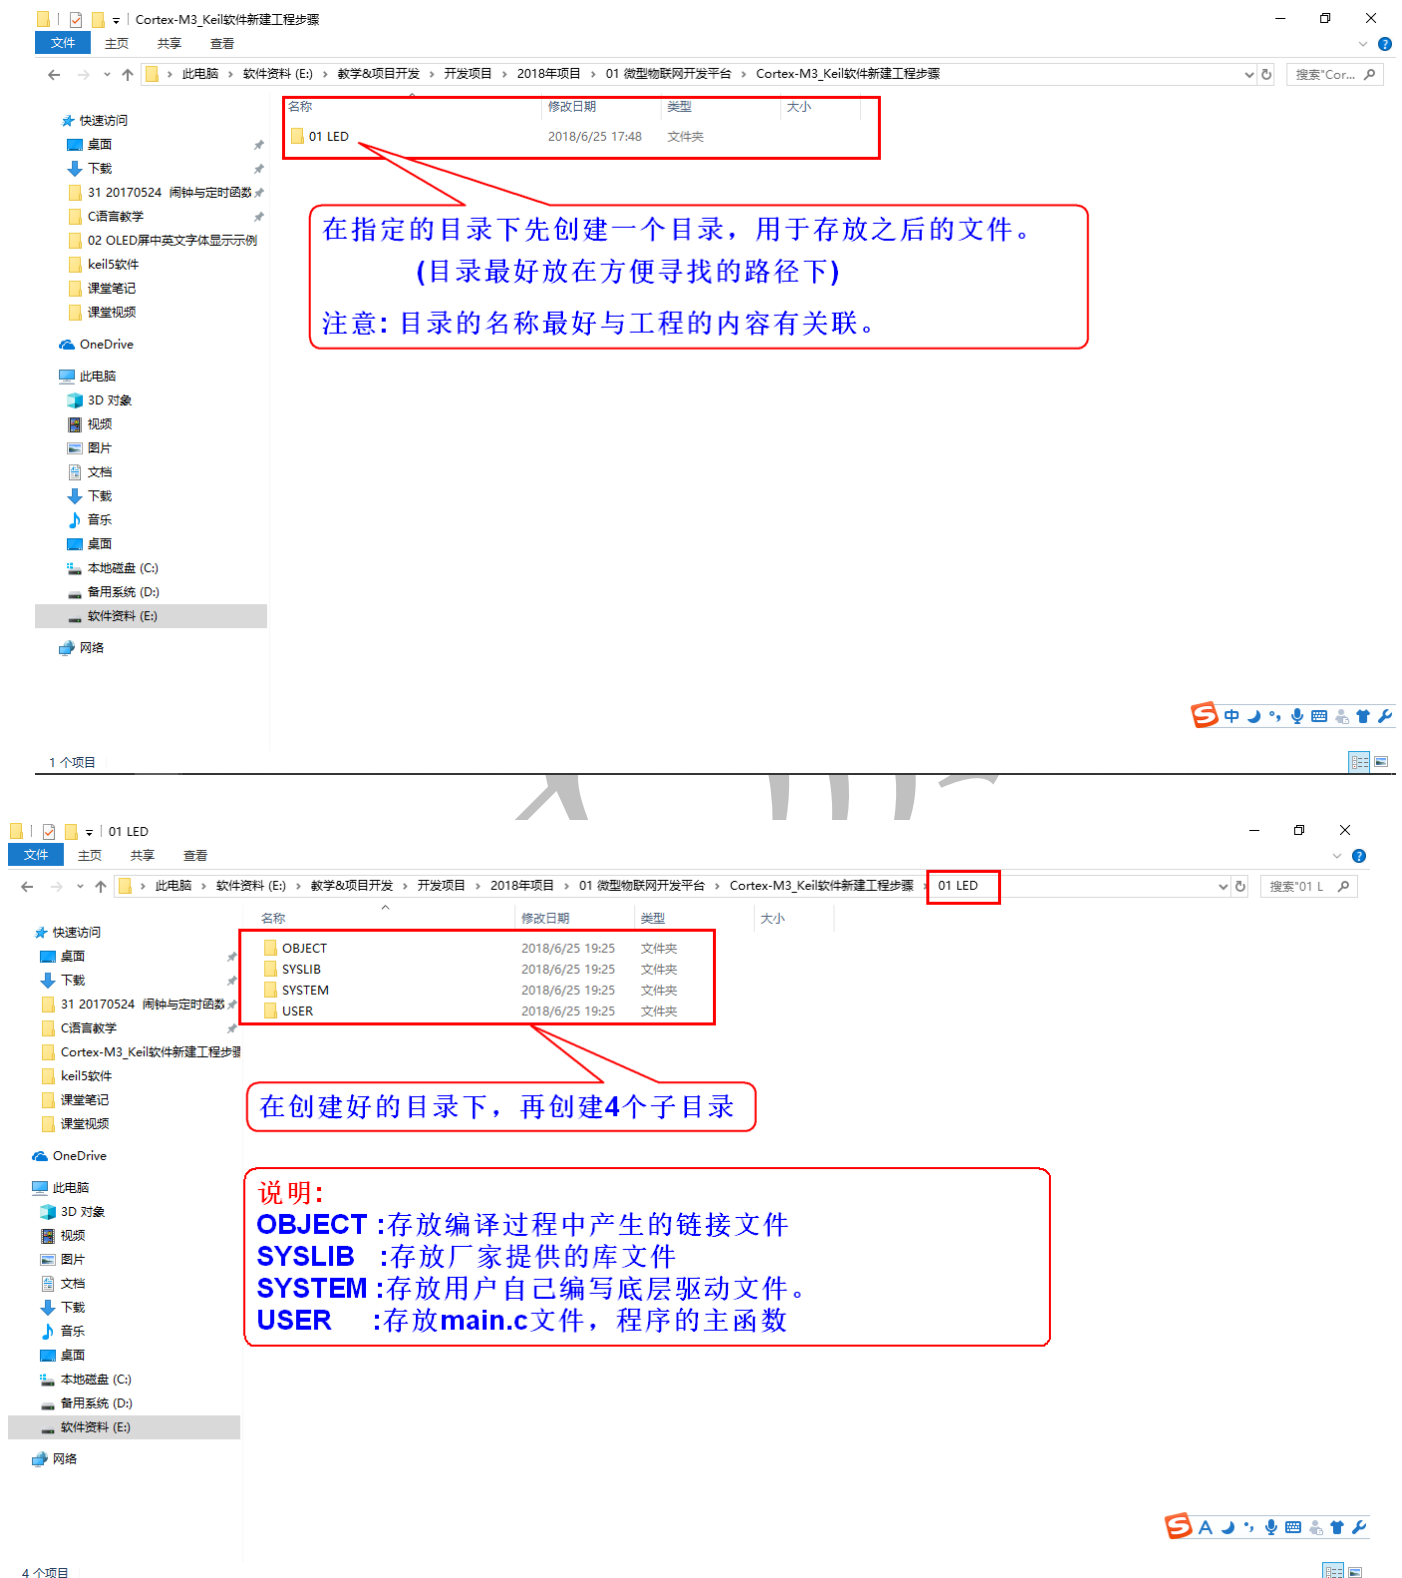 Cortex-M3_Keil软件新建工程步骤
文件 主页 共享 查看
此电脑 › 软件资料 (E:) › 教学&项目开发 › 开发项目 › 2018年项目 › 01 微型物联网开发平台 › Cortex-M3_Keil软件新建工程步骤 搜索"Cor...
名称 修改日期 类型 大小
01 LED 2018/6/25 17:48 文件夹
快速访问
桌面
下载
31 20170524 闹钟与定时函数
C语言教学
02 OLED屏中英文字体显示示例
keil5软件
课堂笔记
课堂视频
OneDrive
此电脑
3D 对象
视频
图片
文档
下载
音乐
桌面
本地磁盘 (C:)
备用系统 (D:)
软件资料 (E:)
网络
在指定的目录下先创建一个目录，用于存放之后的文件。
(目录最好放在方便寻找的路径下)
注意: 目录的名称最好与工程的内容有关联。
中
1 个项目
01 LED
文件 主页 共享 查看
此电脑 › 软件资料 (E:) › 教学&项目开发 › 开发项目 › 2018年项目 › 01 微型物联网开发平台 › Cortex-M3_Keil软件新建工程步骤 › 01 LED 搜索"01 L
名称 修改日期 类型 大小
OBJECT 2018/6/25 19:25 文件夹
SYSLIB 2018/6/25 19:25 文件夹
SYSTEM 2018/6/25 19:25 文件夹
USER 2018/6/25 19:25 文件夹
快速访问
桌面
下载
31 20170524 闹钟与定时函数
C语言教学
Cortex-M3_Keil软件新建工程步骤
keil5软件
课堂笔记
课堂视频
OneDrive
此电脑
3D 对象
视频
图片
文档
下载
音乐
桌面
本地磁盘 (C:)
备用系统 (D:)
软件资料 (E:)
网络
在创建好的目录下，再创建4个子目录
说明:
OBJECT :存放编译过程中产生的链接文件
SYSLIB :存放厂家提供的库文件
SYSTEM :存放用户自己编写底层驱动文件。
USER :存放main.c文件，程序的主函数
A
4 个项目